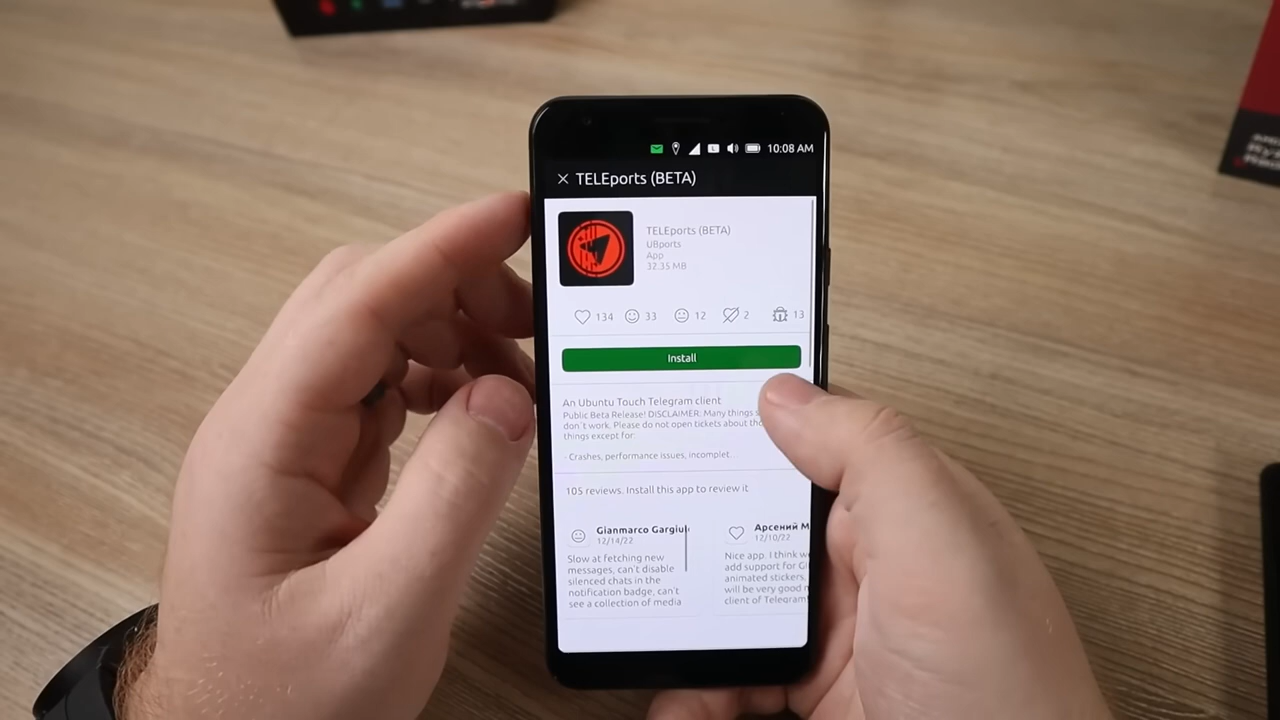 10:08 AM
TELEports (BETA)
TELEports (BETA)
UBports
App
32.35 MB
134 33 12 2 13
Install
An Ubuntu Touch Telegram client
Public Beta Release! DISCLAIMER: Many things
don't work. Please do not open tickets about
things except for:
- Crashes, performance issues, incomplet...
105 reviews. Install this app to review it
Gianmarco Gargiul
12/14/22
Slow at fetching new
messages, can't disable
silenced chats in the
notification badge, can't
see a collection of media
Арсений М
12/10/22
Nice app. I think
add support for
animated stickers.
will be very good
client of Telegram